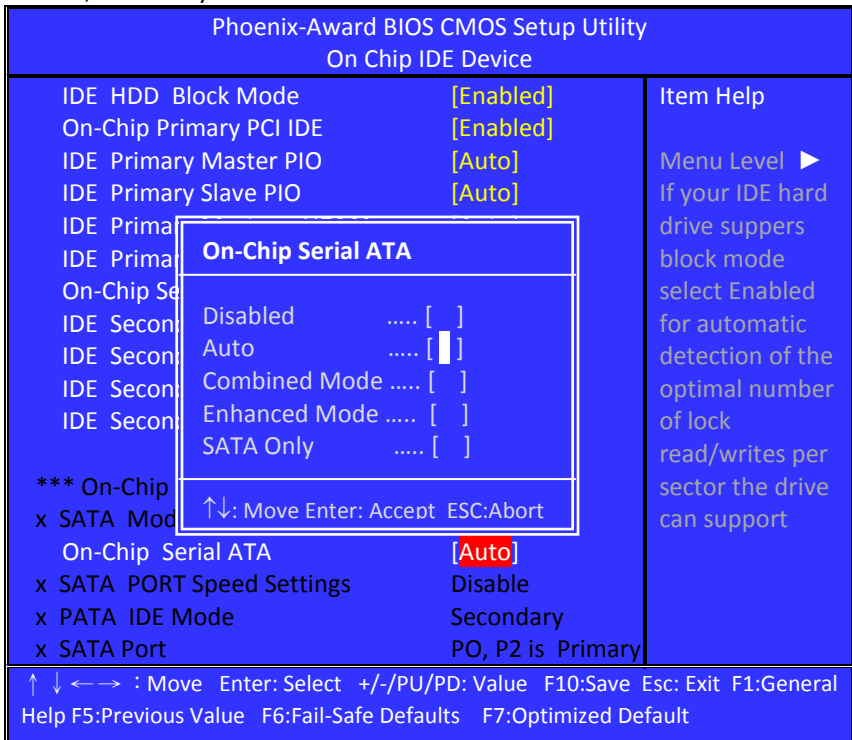 Phoenix-Award BIOS CMOS Setup Utility
On Chip IDE Device
IDE HDD Block Mode [Enabled]
On-Chip Primary PCI IDE [Enabled]
IDE Primary Master PIO [Auto]
IDE Primary Slave PIO [Auto]
IDE Prima
IDE Prima
On-Chip Se
IDE Secon
IDE Secon
IDE Secon
IDE Secon
*** On-Chip
x SATA Mod
On-Chip Serial ATA [Auto]
x SATA PORT Speed Settings Disable
x PATA IDE Mode Secondary
x SATA Port PO, P2 is Primary
On-Chip Serial ATA
Disabled ..... [ ]
Auto ..... [ ]
Combined Mode ..... [ ]
Enhanced Mode ..... [ ]
SATA Only ..... [ ]
↑↓: Move Enter: Accept ESC:Abort
Item Help
Menu Level ►
If your IDE hard
drive suppers
block mode
select Enabled
for automatic
detection of the
optimal number
of lock
read/writes per
sector the drive
can support
↑ ↓ ←→ : Move Enter: Select +/-/PU/PD: Value F10:Save Esc: Exit F1:General
Help F5:Previous Value F6:Fail-Safe Defaults F7:Optimized Default